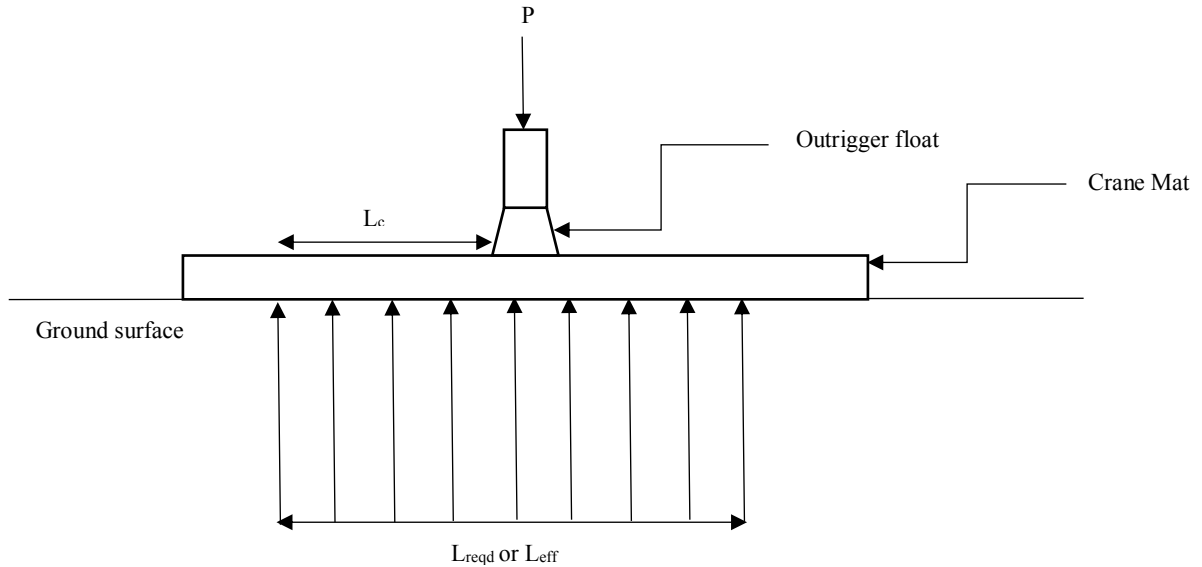 P
Outrigger float
Crane Mat
Lc
Ground surface
Lreqd or Leff